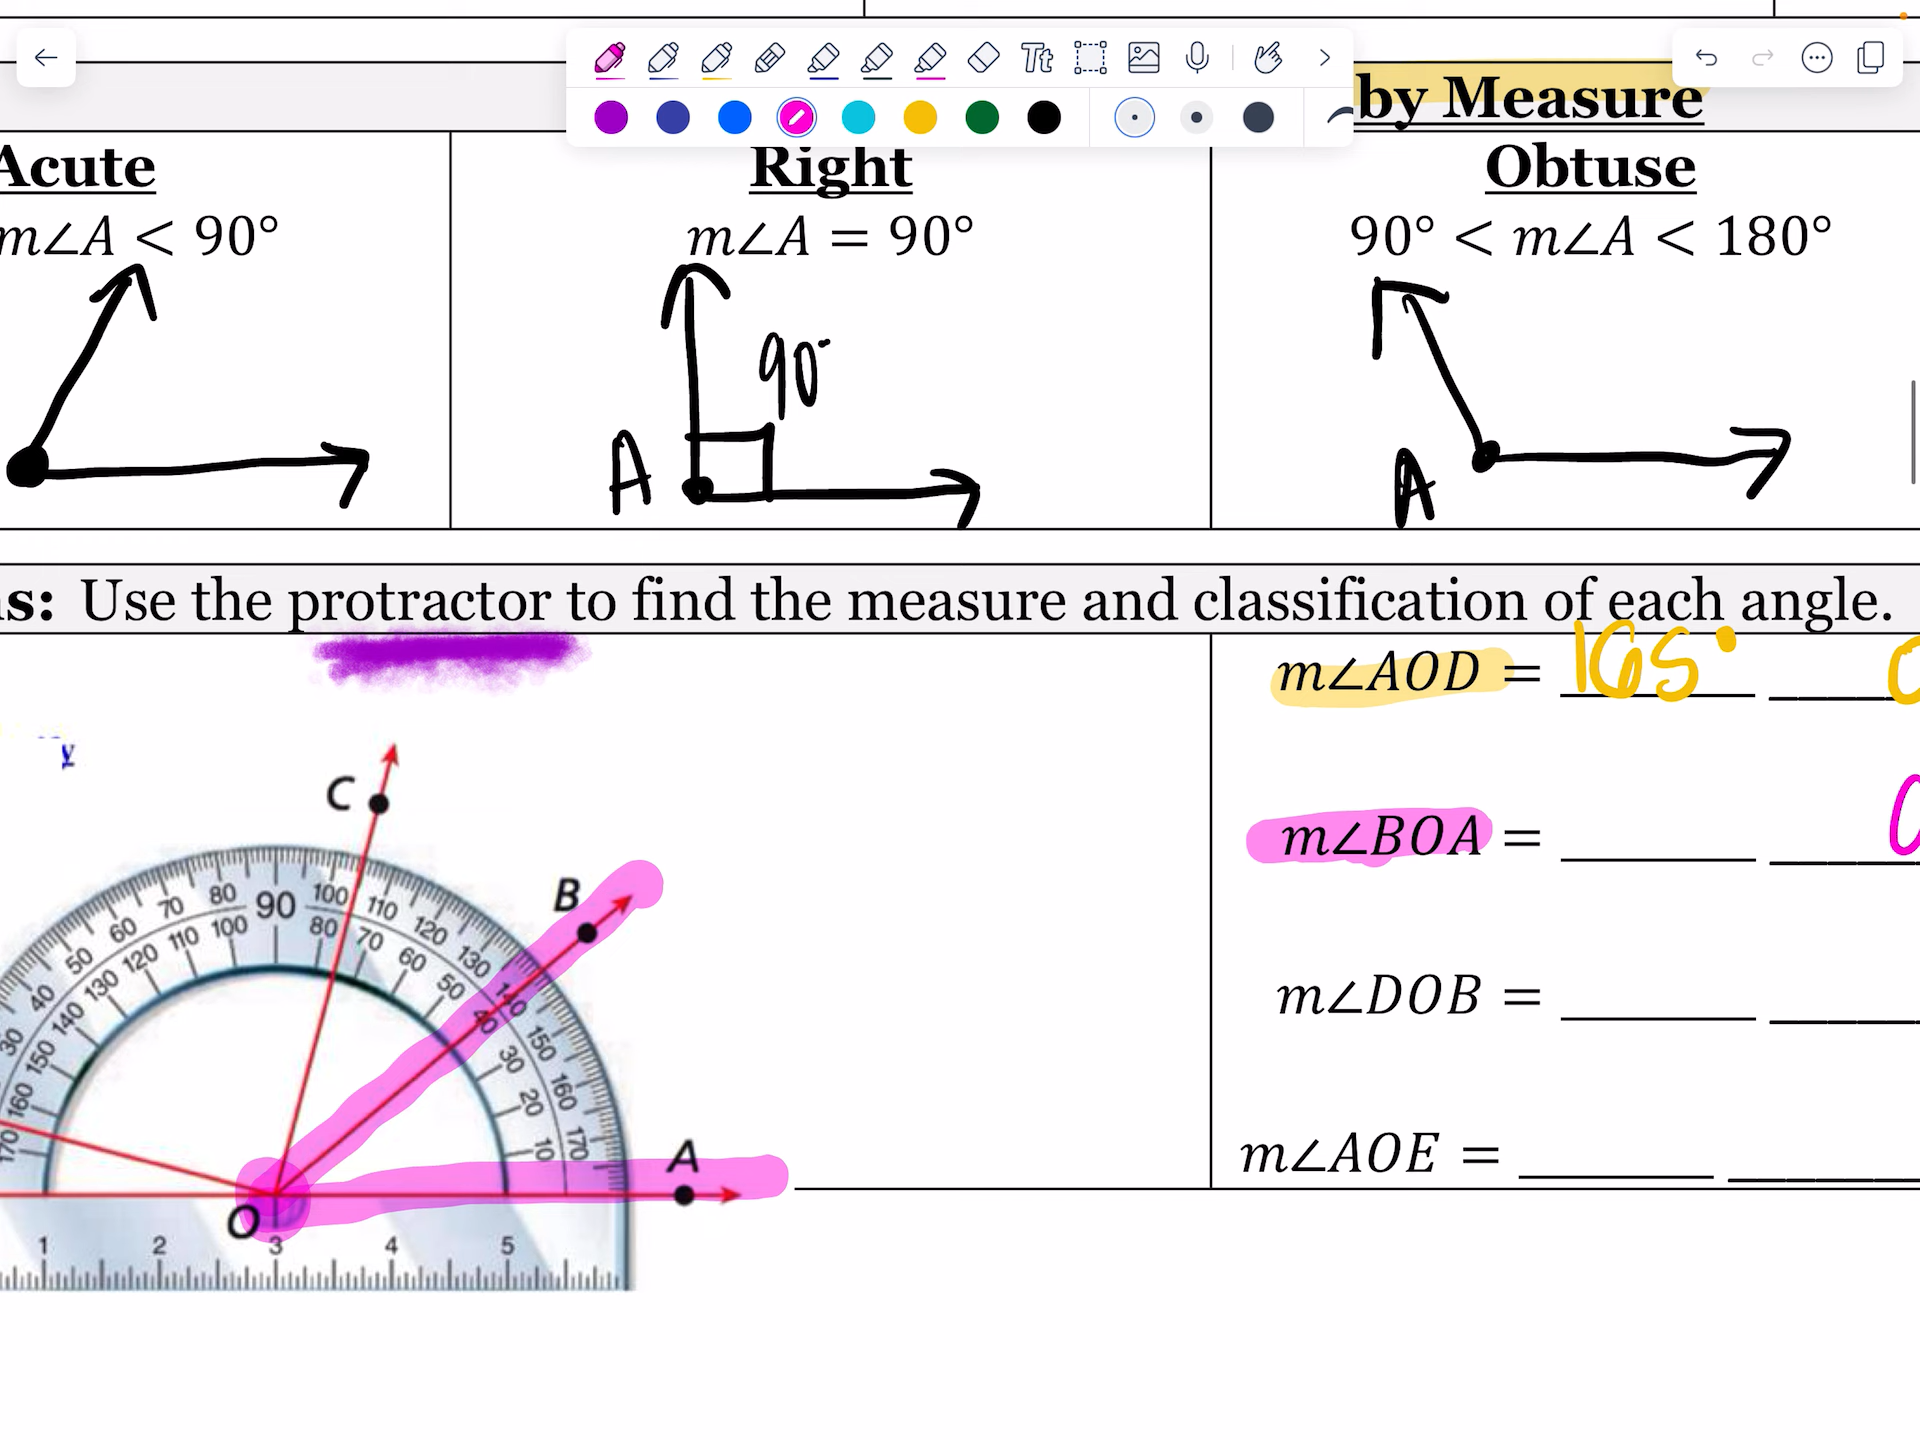 Tt
by Measure
Acute
Right
Obtuse
m∠A < 90°
m∠A = 90°
90° < m∠A < 180°
90°
A
A
s: Use the protractor to find the measure and classification of each angle.
m∠AOD = 165°
y
C
m∠BOA =
B
80 90 100
70 110
60 120
50 130
40 140
30 150
160
170
100 80
110 70
120 60
130 50
140 40
150 30
160 20
170 10
m∠DOB =
A
m∠AOE =
O
1 2 3 4 5